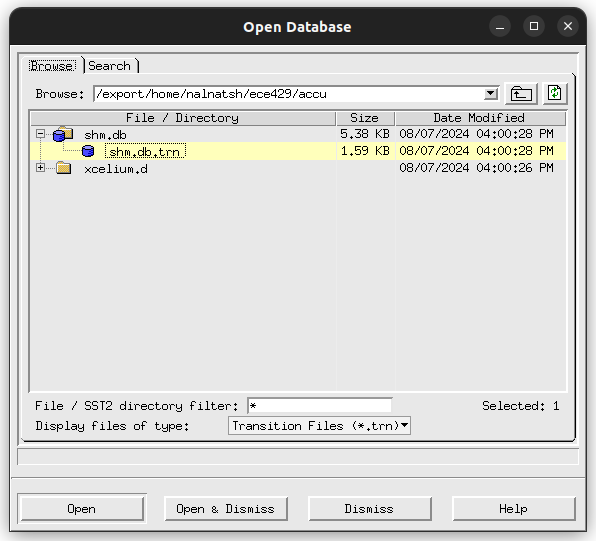 Open Database
Browse Search
Browse: /export/home/nalnatsh/ece429/accu
File / Directory Size Date Modified
shm.db 5.38 KB 08/07/2024 04:00:28 PM
shm.db.trn 1.59 KB 08/07/2024 04:00:28 PM
xcelium.d 08/07/2024 04:00:26 PM
File / SST2 directory filter: * Selected: 1
Display files of type: Transition Files (*.trn)
Open Open & Dismiss Dismiss Help